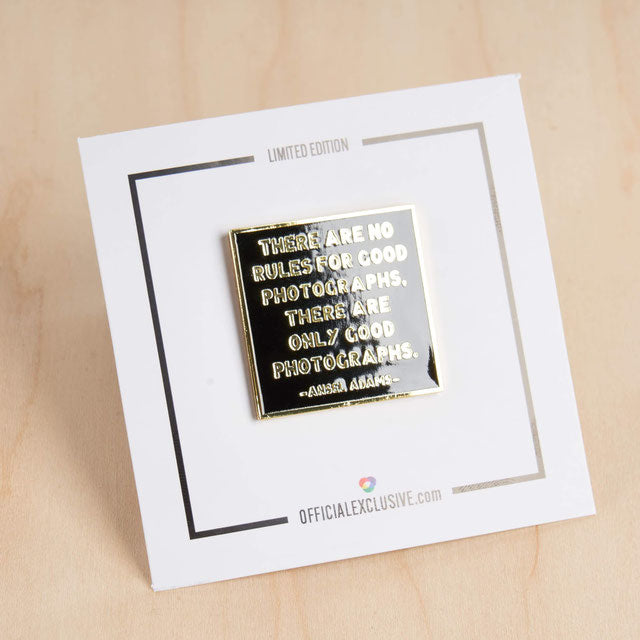 LIMITED EDITION
THERE ARE NO
RULES FOR GOOD
PHOTOGRAPHS,
THERE ARE
ONLY GOOD
PHOTOGRAPHS.
-ANSEL ADAMS-
OFFICIALEXCLUSIVE.com